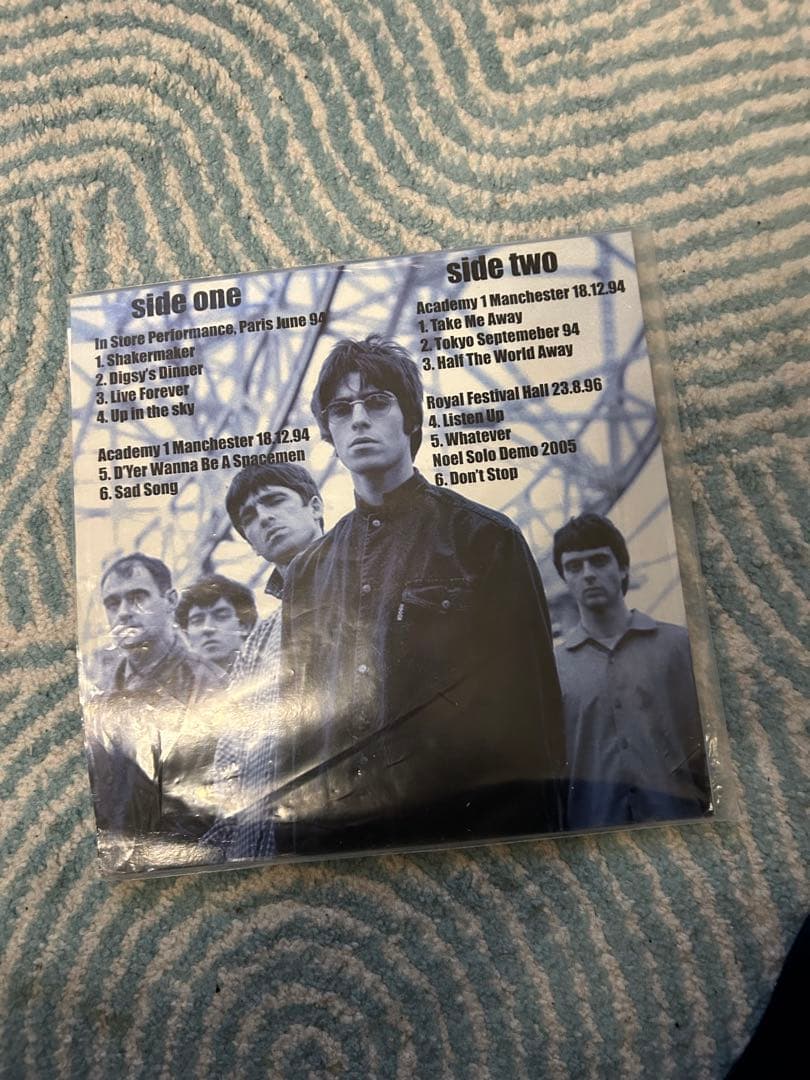 side one
In Store Performance, Paris June 94
1. Shakermaker
2. Digsy's Dinner
3. Live Forever
4. Up in the sky
Academy 1 Manchester 18.12.94
5. D'Yer Wanna Be A Spacemen
6. Sad Song
side two
Academy 1 Manchester 18.12.94
1. Take Me Away
2. Tokyo Septemeber 94
3. Half The World Away
Royal Festival Hall 23.8.96
4. Listen Up
5. Whatever
Noel Solo Demo 2005
6. Don't Stop